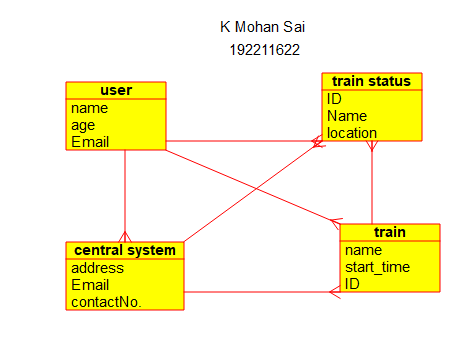 K Mohan Sai
192211622
user
name
age
Email
train status
ID
Name
location
central system
address
Email
contactNo.
train
name
start_time
ID